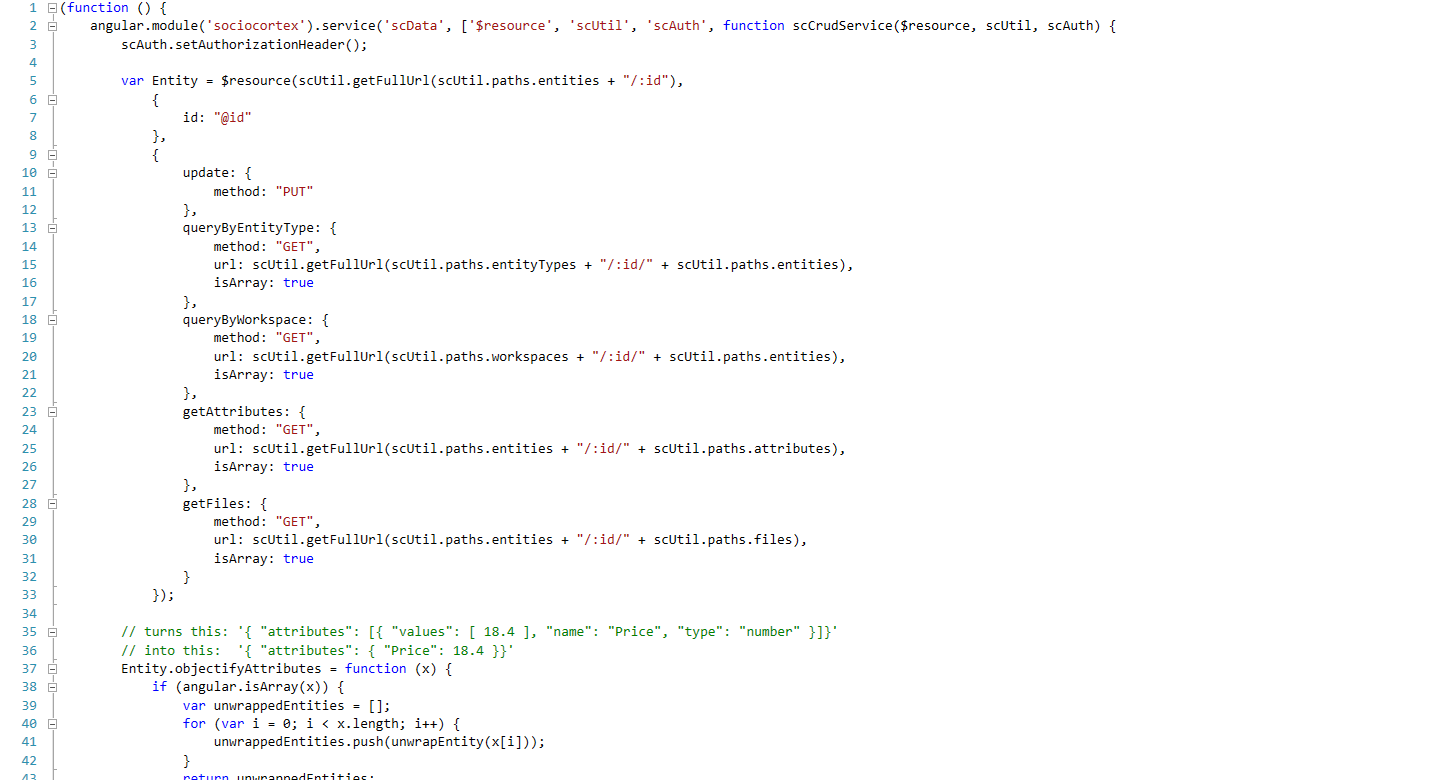 1 (function () {
2 angular.module('sociocortex').service('scData', ['$resource', 'scUtil', 'scAuth', function scCrudService($resource, scUtil, scAuth) {
3 scAuth.setAuthorizationHeader();
4
5 var Entity = $resource(scUtil.getFullUrl(scUtil.paths.entities + "/:id"),
6 {
7 id: "@id"
8 },
9 {
10 update: {
11 method: "PUT"
12 },
13 queryByEntityType: {
14 method: "GET",
15 url: scUtil.getFullUrl(scUtil.paths.entityTypes + "/:id/" + scUtil.paths.entities),
16 isArray: true
17 },
18 queryByWorkspace: {
19 method: "GET",
20 url: scUtil.getFullUrl(scUtil.paths.workspaces + "/:id/" + scUtil.paths.entities),
21 isArray: true
22 },
23 getAttributes: {
24 method: "GET",
25 url: scUtil.getFullUrl(scUtil.paths.entities + "/:id/" + scUtil.paths.attributes),
26 isArray: true
27 },
28 getFiles: {
29 method: "GET",
30 url: scUtil.getFullUrl(scUtil.paths.entities + "/:id/" + scUtil.paths.files),
31 isArray: true
32 }
33 });
34
35 // turns this: '{ "attributes": [{ "values": [ 18.4 ], "name": "Price", "type": "number" }]}'
36 // into this:  '{ "attributes": { "Price": 18.4 }}'
37 Entity.objectifyAttributes = function (x) {
38 if (angular.isArray(x)) {
39 var unwrappedEntities = [];
40 for (var i = 0; i < x.length; i++) {
41 unwrappedEntities.push(unwrapEntity(x[i]));
42 }
43 return unwrappedEntities;